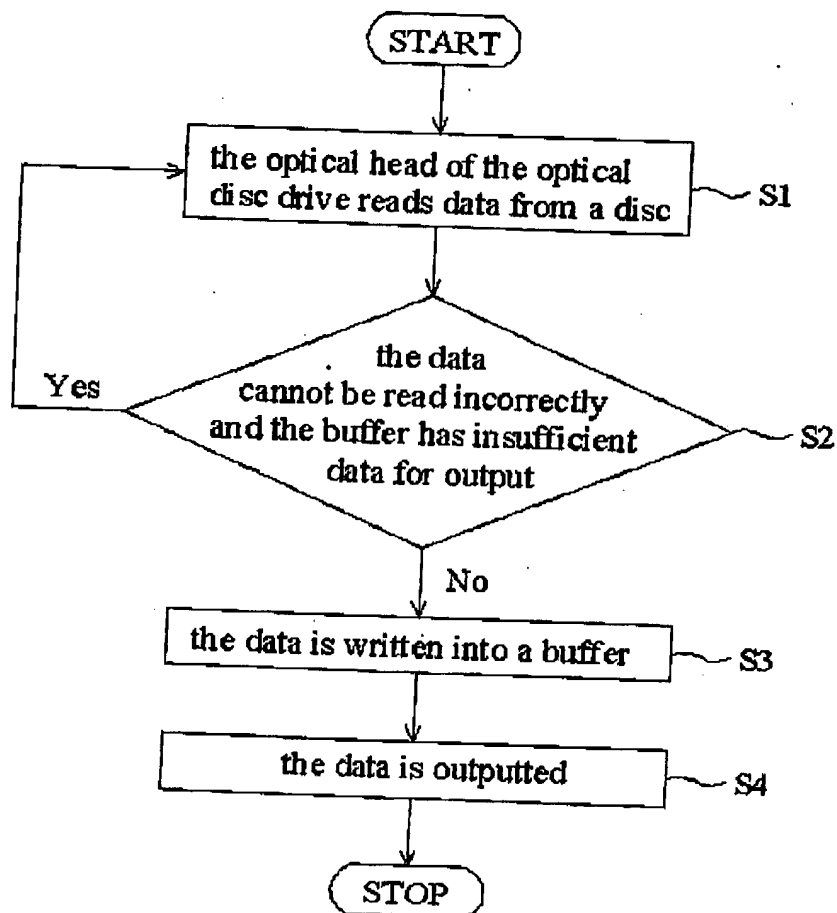 START
the optical head of the optical
disc drive reads data from a disc
S1
the data
cannot be read incorrectly
and the buffer has insufficient
data for output
S2
Yes
No
the data is written into a buffer
S3
the data is outputted
S4
STOP